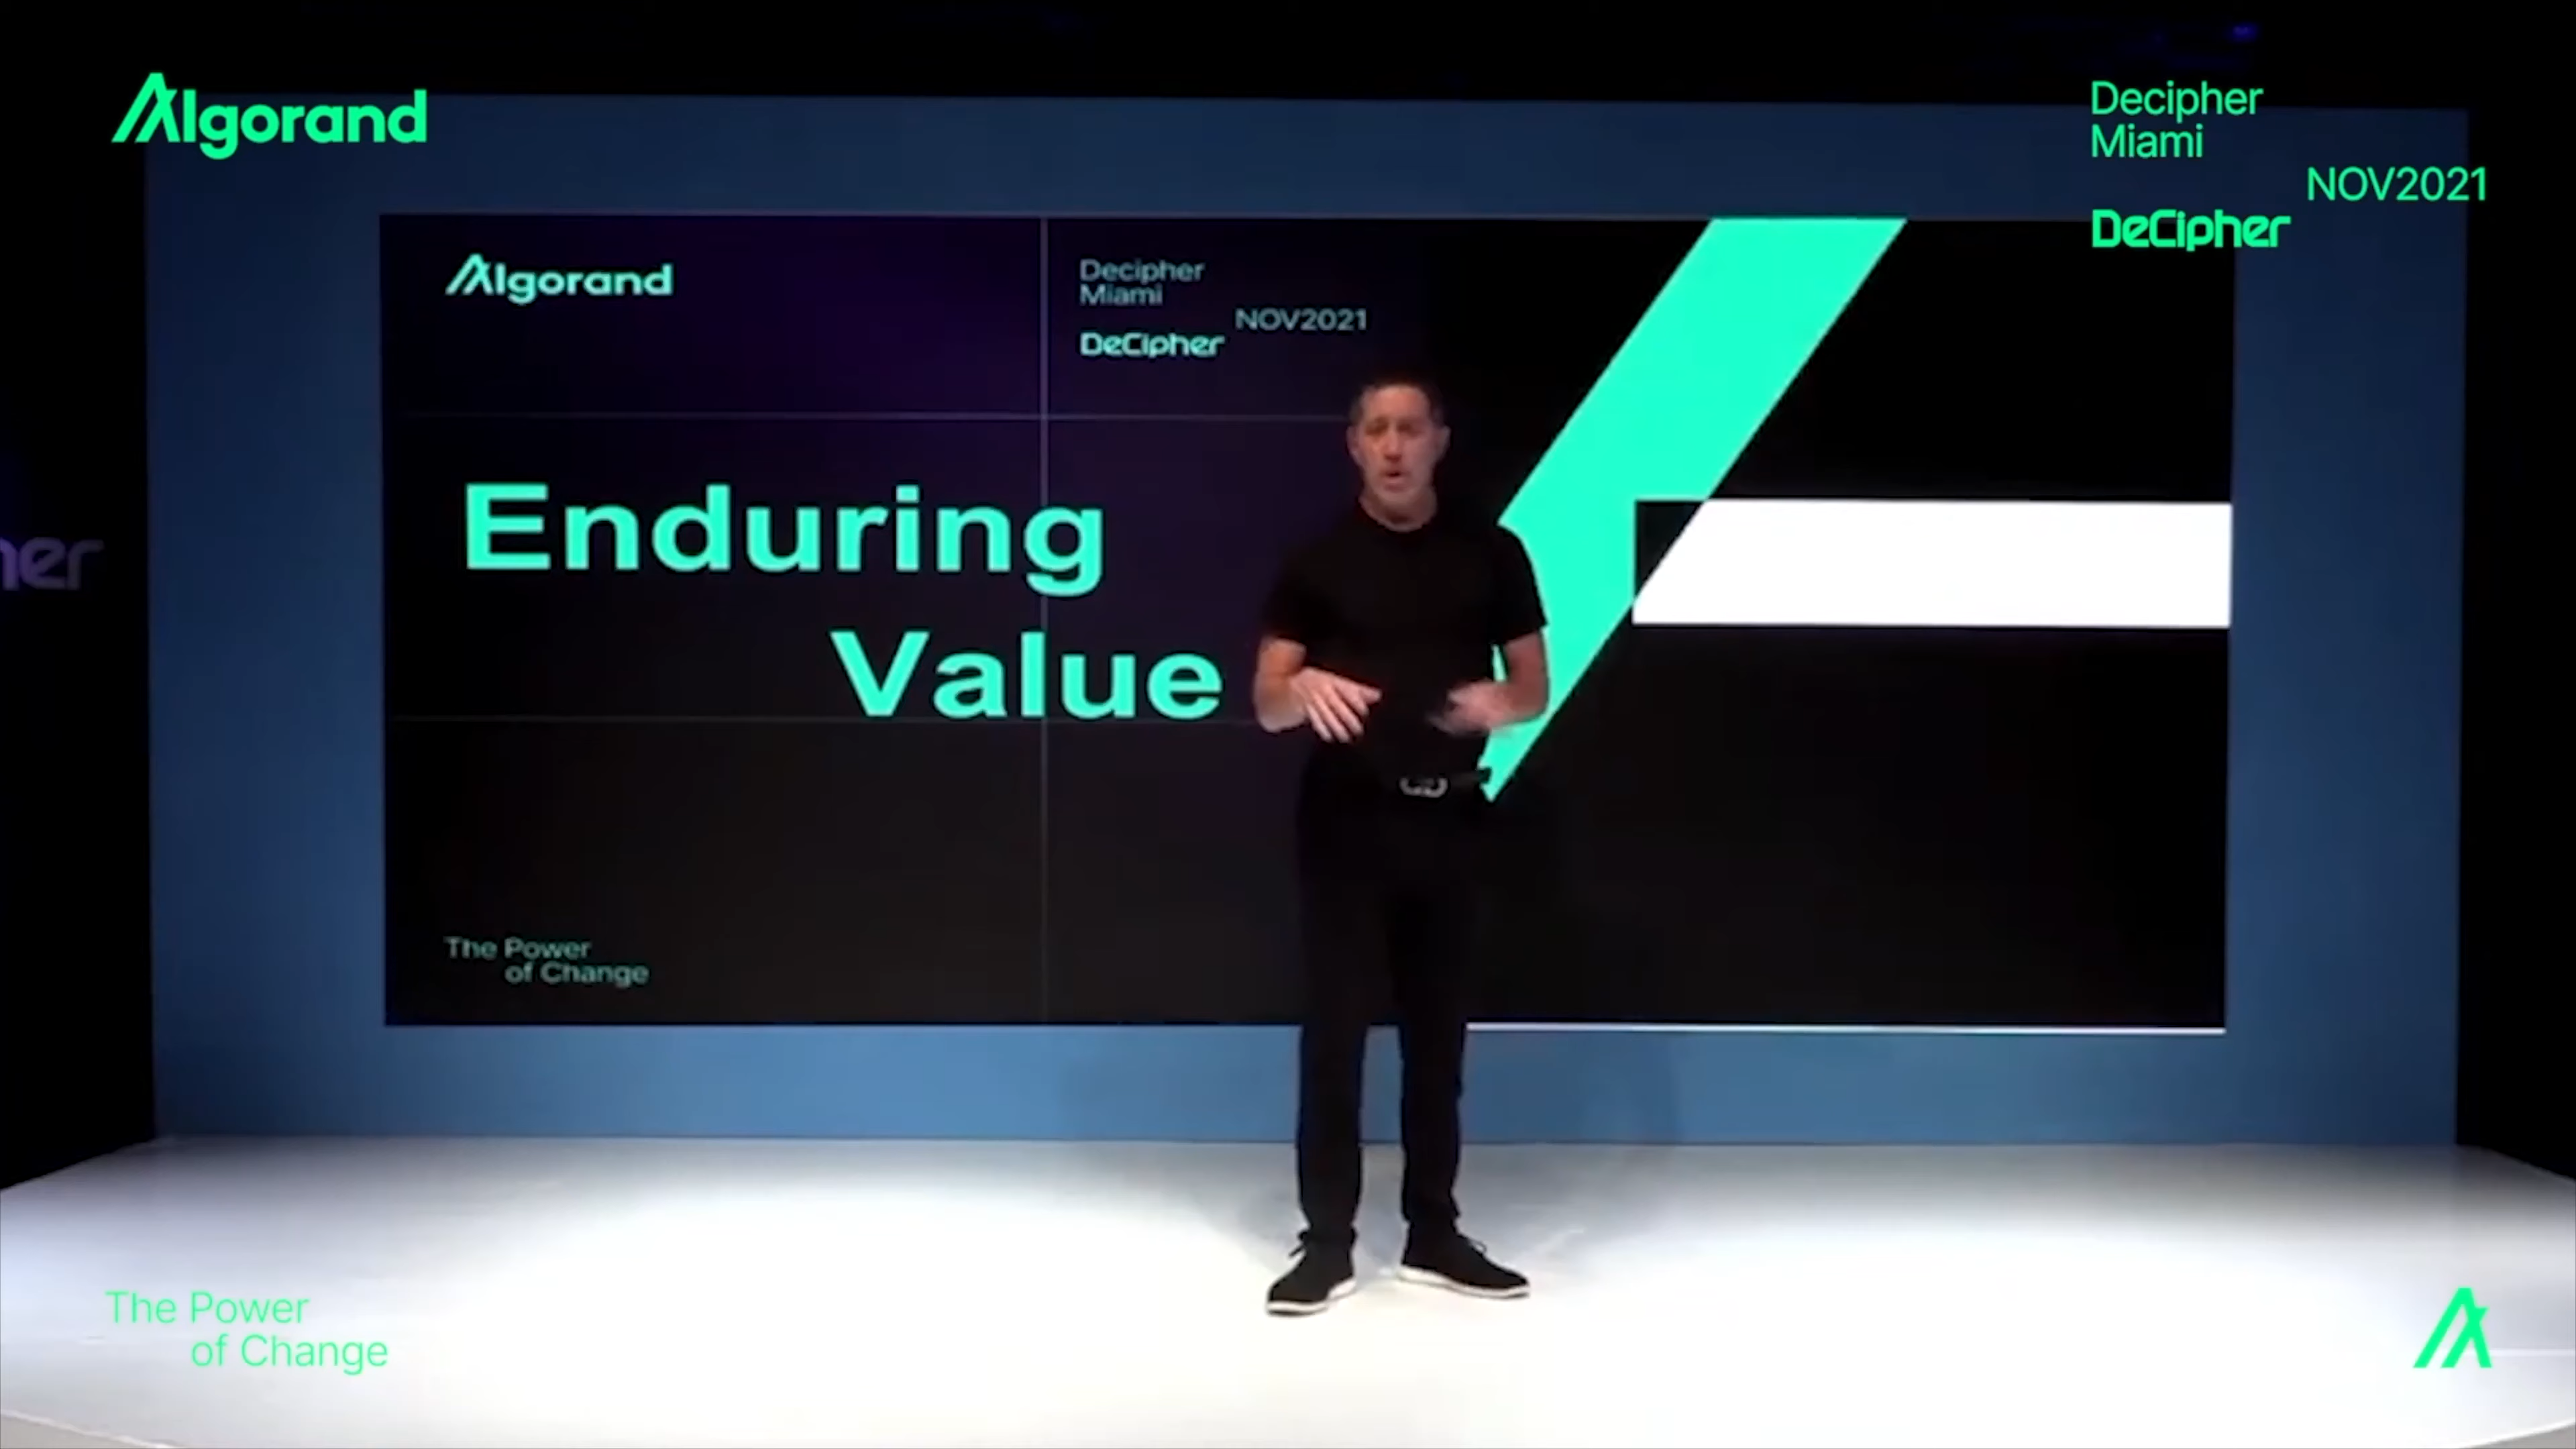 Algorand
Decipher
Miami
NOV2021
DeCipher
Algorand
Decipher
Miami
NOV2021
DeCipher
Enduring
Value
The Power
of Change
The Power
of Change